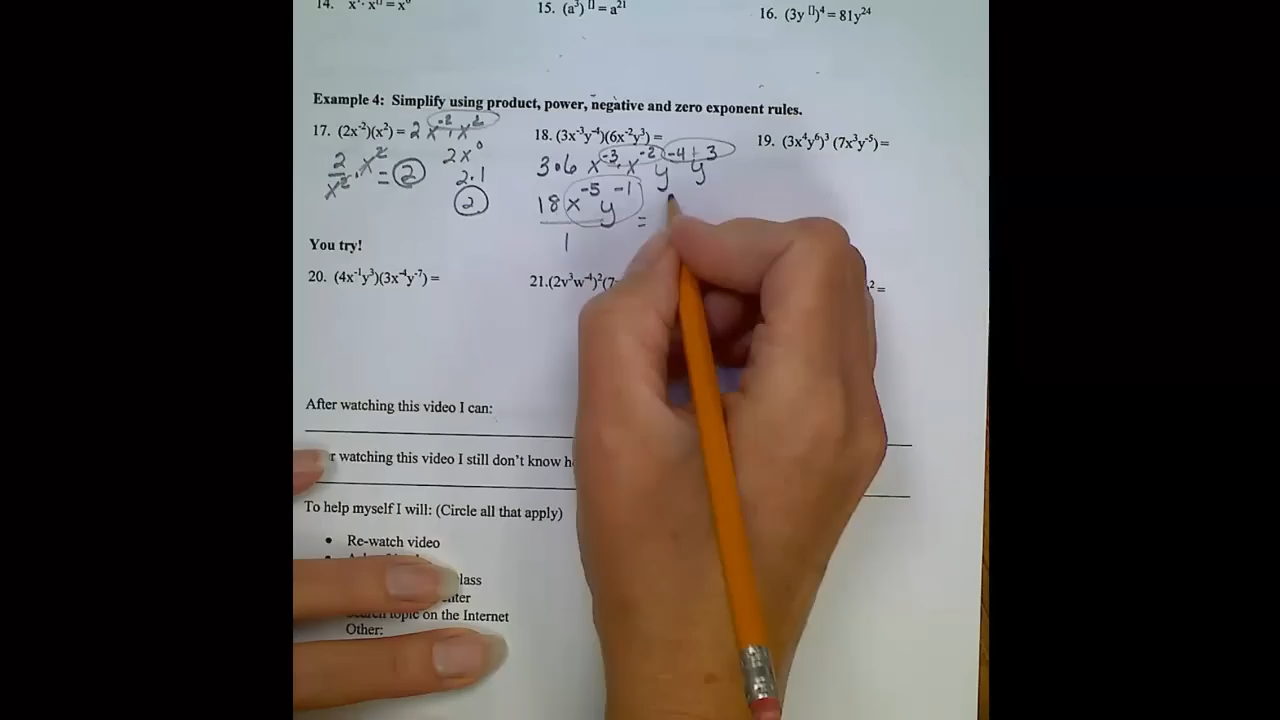 14. x · x[] = x
15. (a³) [] = a²¹
16. (3y [])⁴ = 81y²⁴
Example 4: Simplify using product, power, negative and zero exponent rules.
17. (2x⁻²)(x²) = 2 x⁻² · x²
2/x² · x² = 2
2x⁰
2·1
2
18. (3x⁻³y⁻⁴)(6x⁻²y³) =
3·6 x⁻³ · x⁻² y⁻⁴ · y³
18x⁻⁵y⁻¹ =
1
19. (3x⁴y⁶)³ (7x³y⁻⁵) =
You try!
20. (4x⁻¹y³)(3x⁻⁴y⁻⁷) =
21. (2v³w⁻⁴)²(7
² =
After watching this video I can:
r watching this video I still don't know h
To help myself I will: (Circle all that apply)
• Re-watch video
lass
nter
Search topic on the Internet
Other: